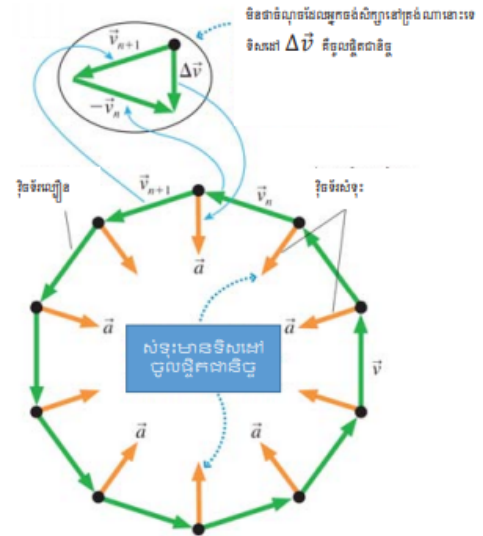 មិនថាចំណុចដែលអ្នកចង់សិក្សានៅត្រង់ណានោះទេ
ទិសដៅ Δv⃗ គឺចូលផ្ចិតជានិច្ច
v⃗ₙ₊₁
Δv⃗
−v⃗ₙ
វ៉ិចទ័រល្បឿន
v⃗ₙ₊₁
v⃗ₙ
វ៉ិចទ័រសំទុះ
a⃗
a⃗
a⃗
សំទុះមានទិសដៅ
ចូលផ្ចិតជានិច្ច
v⃗
a⃗
a⃗